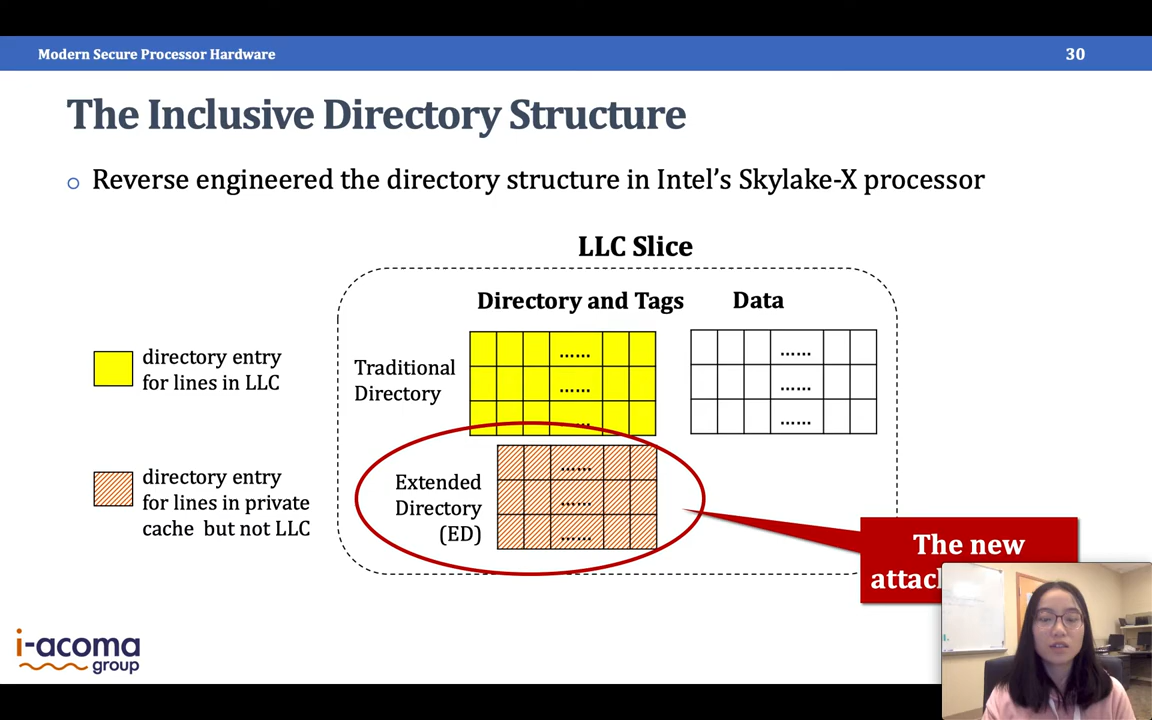 Modern Secure Processor Hardware
30
The Inclusive Directory Structure
Reverse engineered the directory structure in Intel's Skylake-X processor
LLC Slice
Directory and Tags
Data
directory entry
for lines in LLC
Traditional
Directory
......
......
......
......
......
......
directory entry
for lines in private
cache but not LLC
Extended
Directory
(ED)
......
......
......
The new
i-acoma
group